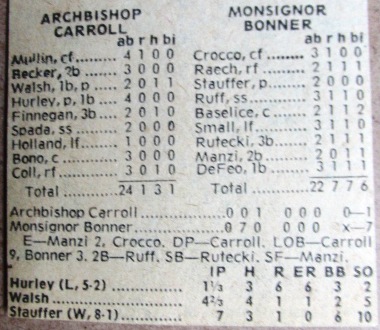 ARCHBISHOP
CARROLL
ab r h bi
Mullin, cf......... 4 1 0 0
Becker, 2b ........ 3 0 0 0
Walsh, 1b, p ...... 2 0 1 1
Hurley, p, 1b ..... 4 0 0 0
Finnegan, 3b ...... 2 0 1 0
Spada, ss ......... 2 0 0 0
Holland, lf........ 1 0 0 0
Bono, c ........... 3 0 0 0
Coll, rf .......... 3 0 1 0
Total ............ 24 1 3 1
MONSIGNOR
BONNER
ab r h bi
Crocco, cf......... 3 1 0 0
Raech, rf ......... 2 1 1 1
Stauffer, p........ 2 0 0 0
Ruff, ss .......... 3 1 1 0
Baselice, c ....... 2 1 1 2
Small, lf.......... 3 1 1 0
Rutecki, 3b........ 3 1 1 1
Manzi, 2b ......... 2 0 1 1
DeFeo, 1b ......... 2 1 1 1
Total ............ 22 7 7 6
Archbishop Carroll .............. 0 0 1 0 0 0 0—1
Monsignor Bonner ................ 0 7 0 0 0 0 x—7
E—Manzi 2, Crocco. DP—Carroll. LOB—Carroll
9, Bonner 3. 2B—Ruff. SB—Rutecki. SF—Manzi.
IP H R ER BB SO
Hurley (L, 5-2) ......... 1⅓ 3 6 6 3 2
Walsh ................... 4⅔ 4 1 1 2 5
Stauffer (W, 8-1) ....... 7 3 1 0 6 10